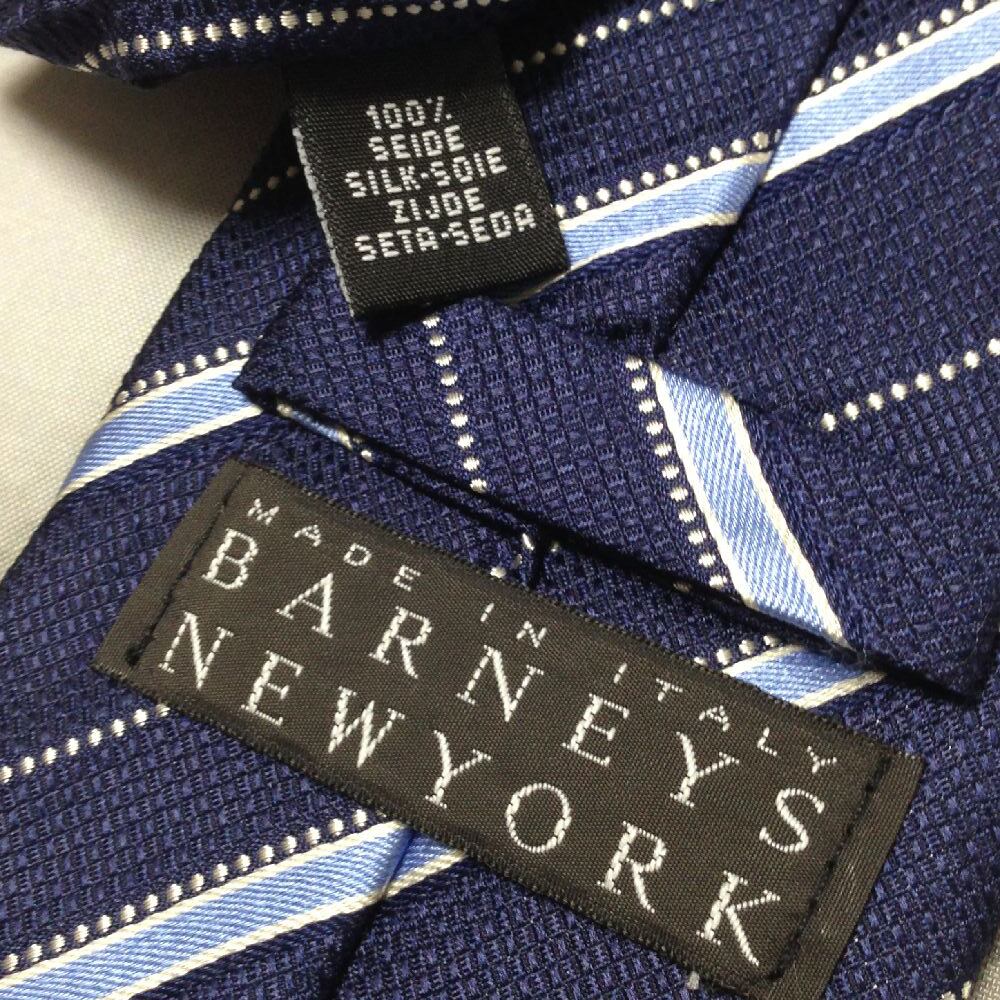 100%
SEIDE
SILK-SOIE
ZIJDE
SETA-SEDA
MADE IN ITALY
BARNEYS
NEWYORK